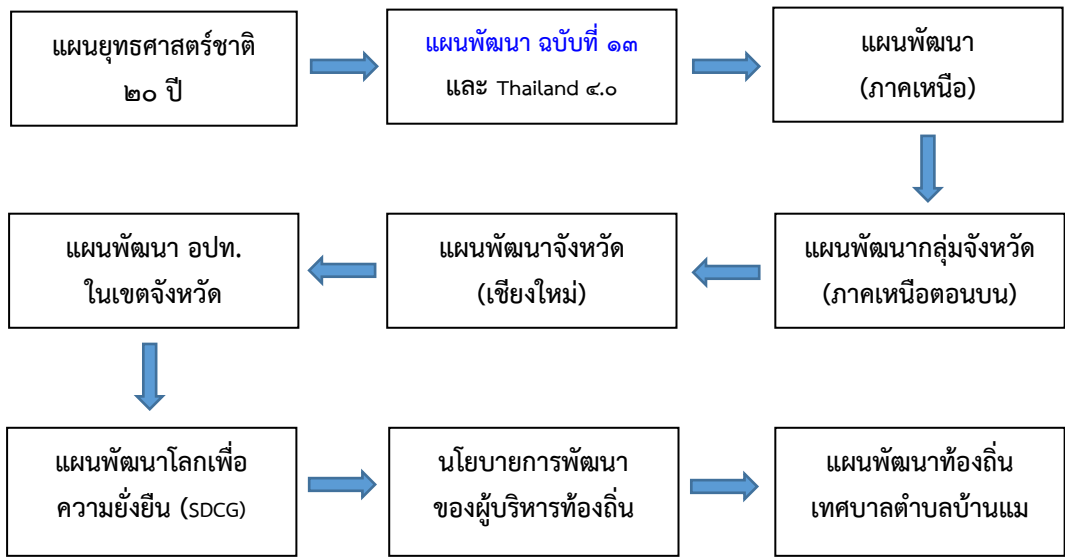 แผนยุทธศาสตร์ชาติ
๒๐ ปี
แผนพัฒนา ฉบับที่ ๑๓
และ Thailand ๔.๐
แผนพัฒนา
(ภาคเหนือ)
แผนพัฒนากลุ่มจังหวัด
(ภาคเหนือตอนบน)
แผนพัฒนาจังหวัด
(เชียงใหม่)
แผนพัฒนา อปท.
ในเขตจังหวัด
แผนพัฒนาโลกเพื่อ
ความยั่งยืน (SDCG)
นโยบายการพัฒนา
ของผู้บริหารท้องถิ่น
แผนพัฒนาท้องถิ่น
เทศบาลตำบลบ้านแม